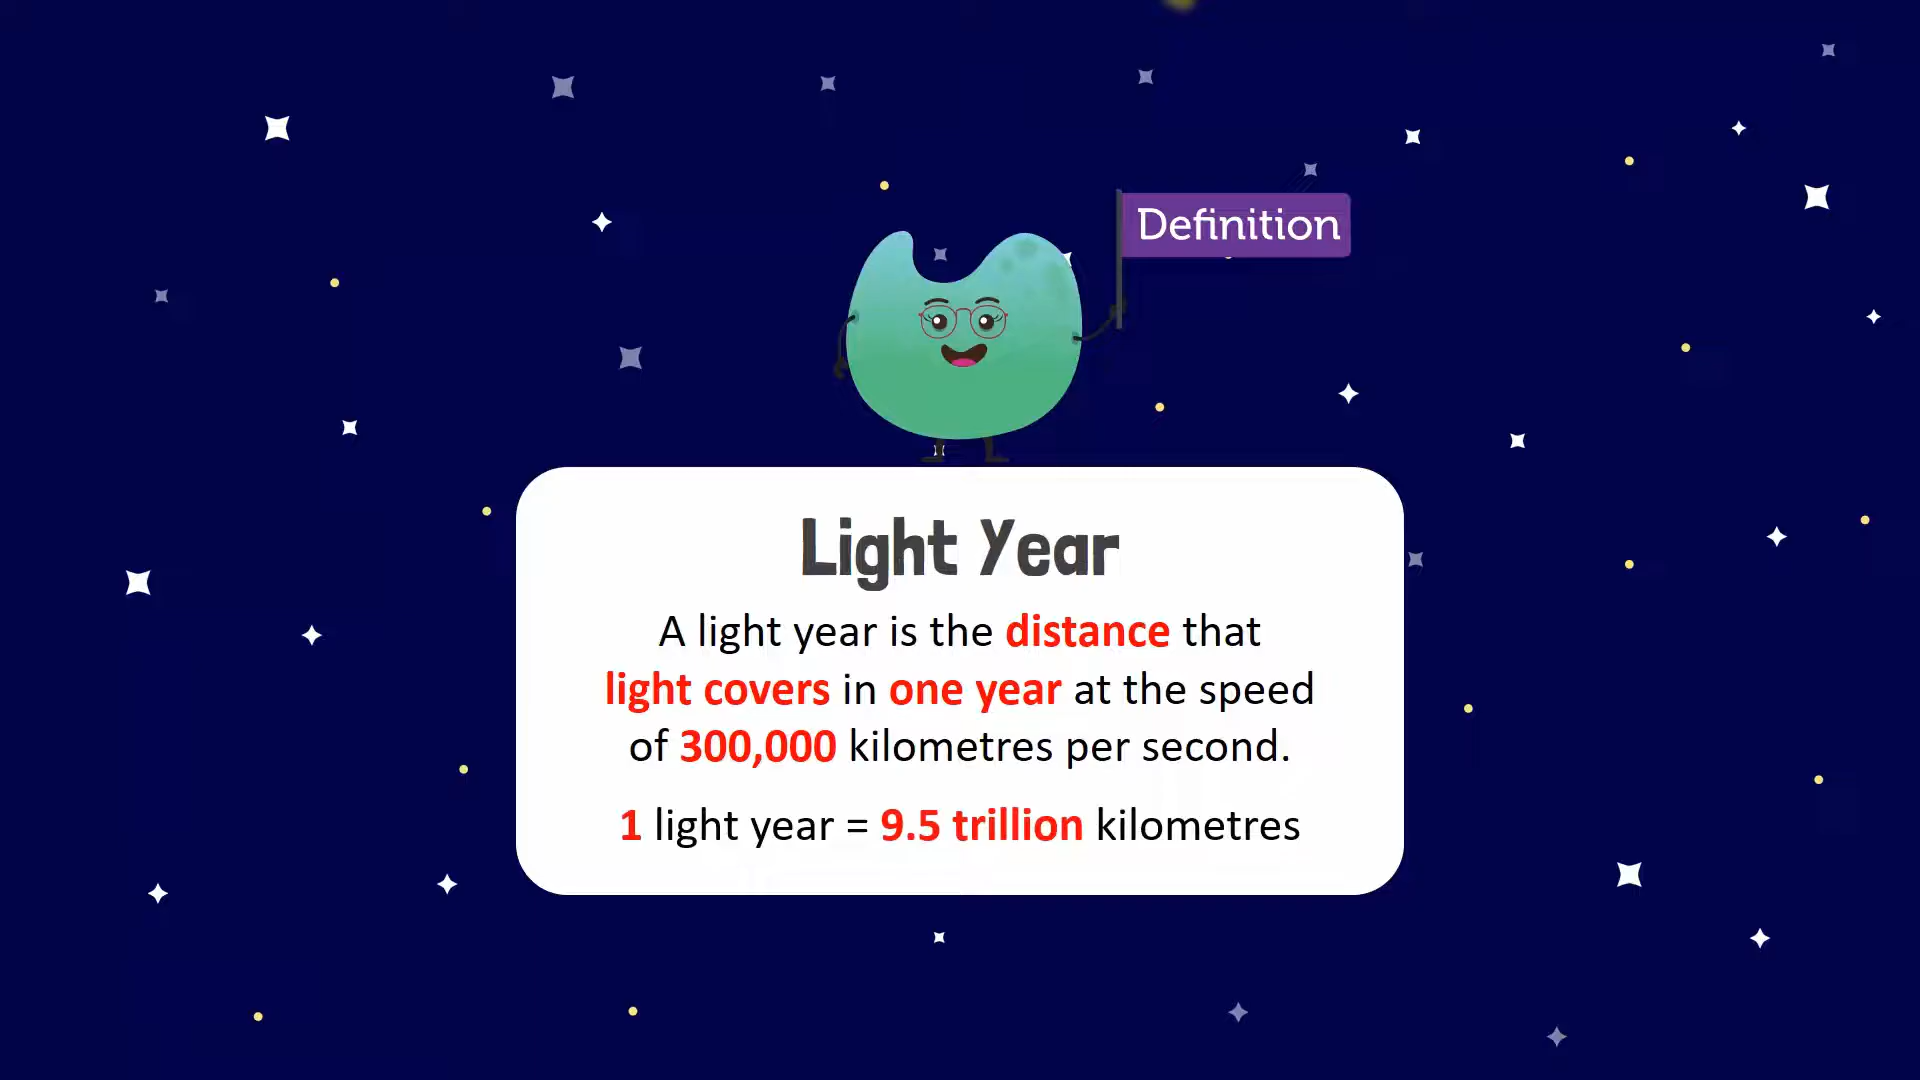 Definition
Light Year
A light year is the distance that
light covers in one year at the speed
of 300,000 kilometres per second.
1 light year = 9.5 trillion kilometres